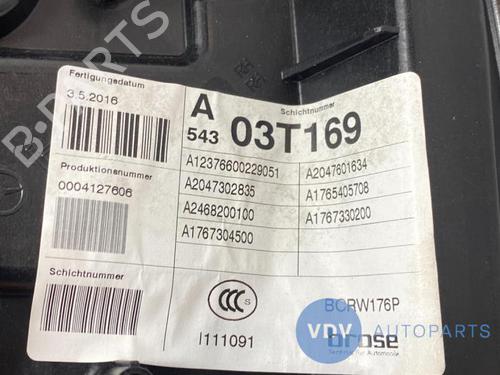 Fertigungsdatum
3.5.2016
Produktionsnummer
0004127606
Schichtnummer
A
543
Schichtnummer
03T169
A12376600229051
A2047601634
A2047302835
A1765405708
A2468200100
A1767330200
A1767304500
CCC S
I111091
BCRW176P
brose
VDV AUTOPARTS
B-PARTS